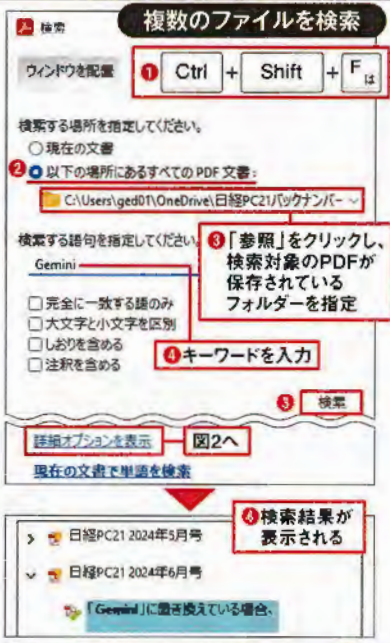 複数のファイルを検索
検索
ウィンドウを配置
❶ Ctrl + Shift + F は
検索する場所を指定してください。
現在の文書
❷ 以下の場所にあるすべての PDF 文書:
C:\Users\ged01\OneDrive\日経PC21バックナンバー
❸「参照」をクリックし、
検索対象のPDFが
保存されている
フォルダーを指定
検索する語句を指定してください。
Gemini
完全に一致する語のみ
大文字と小文字を区別
しおりを含める
注釈を含める
❹キーワードを入力
❺ 検索
詳細オプションを表示
図2へ
現在の文書で単語を検索
❻検索結果が
表示される
日経PC21 2024年5月号
日経PC21 2024年6月号
「Gemini」に置き換えている場合、